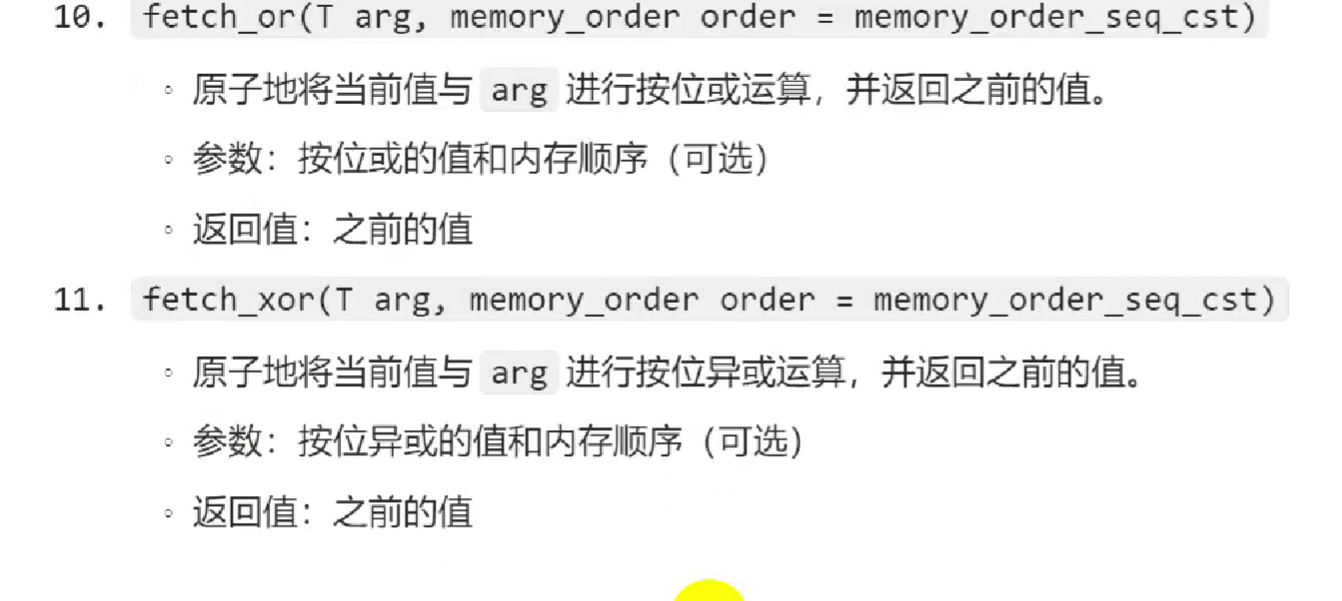 10. fetch_or(T arg, memory_order order = memory_order_seq_cst)
◦ 原子地将当前值与 arg 进行按位或运算，并返回之前的值。
◦ 参数：按位或的值和内存顺序（可选）
◦ 返回值：之前的值
11. fetch_xor(T arg, memory_order order = memory_order_seq_cst)
◦ 原子地将当前值与 arg 进行按位异或运算，并返回之前的值。
◦ 参数：按位异或的值和内存顺序（可选）
◦ 返回值：之前的值